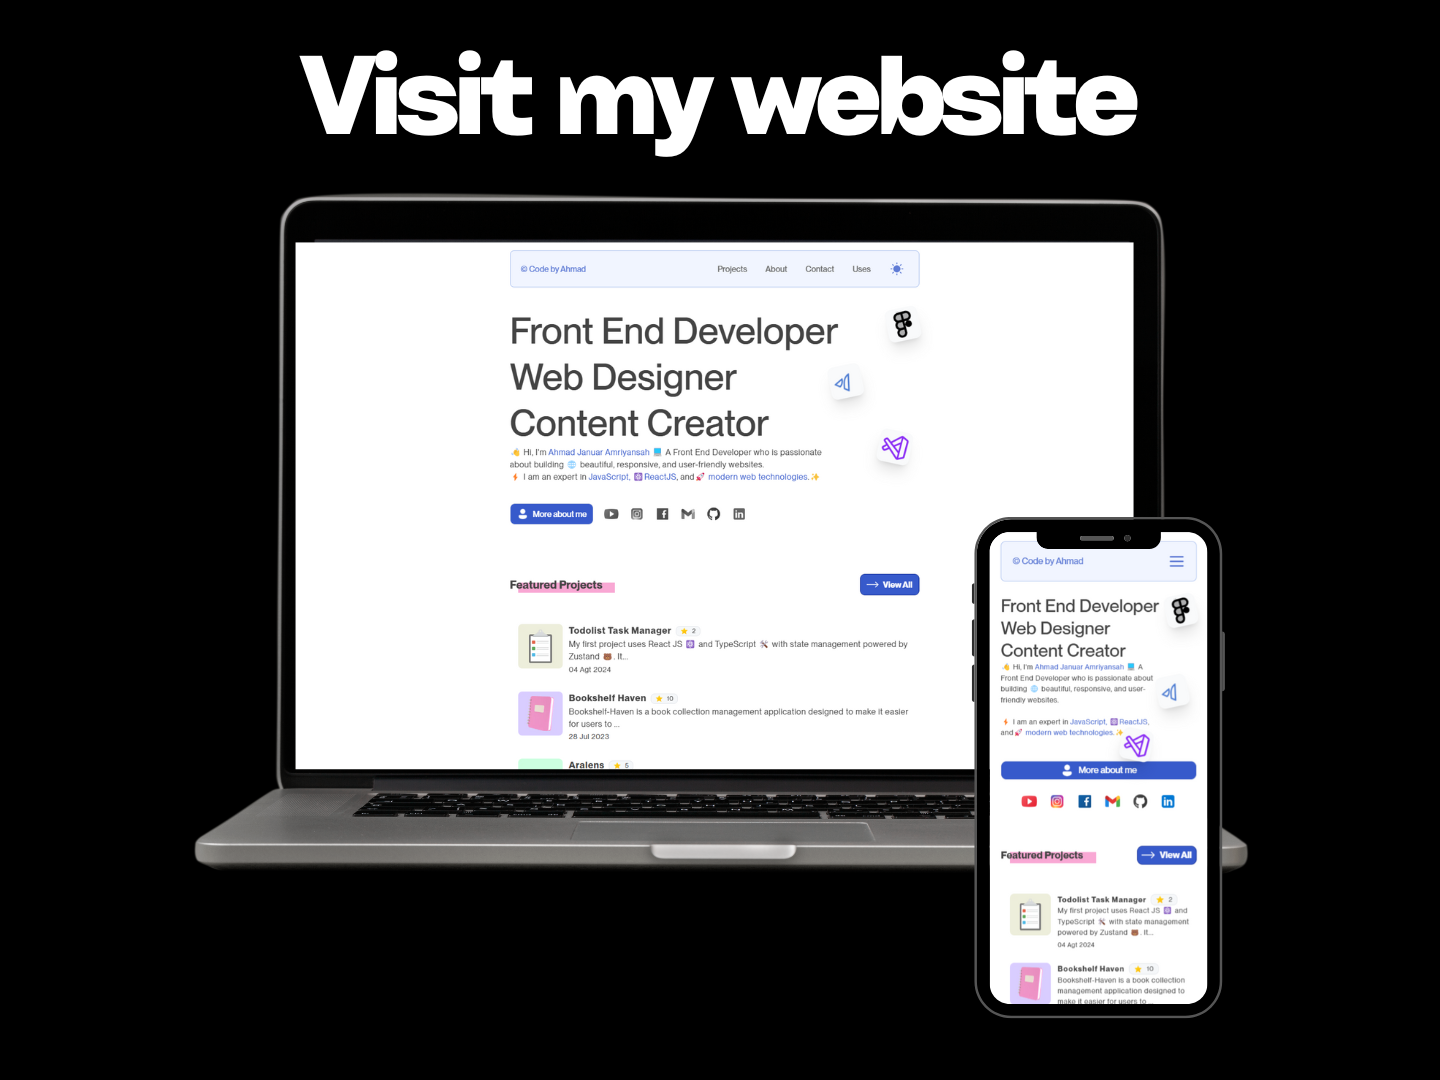 Visit my website
© Code by Ahmad
Projects
About
Contact
Uses
Front End Developer
Web Designer
Content Creator
👋 Hi, I'm Ahmad Januar Amriyansah 👨‍💻 A Front End Developer who is passionate
about building 🌐 beautiful, responsive, and user-friendly websites.
⚡ I am an expert in JavaScript, ⚛️ ReactJS, and 🚀 modern web technologies. ✨
More about me
Featured Projects
→ View All
Todolist Task Manager ⭐ 2
My first project uses React JS ⚛️ and TypeScript 🛠️ with state management powered by
Zustand 🐻. It...
04 Agt 2024
Bookshelf Haven ⭐ 10
Bookshelf-Haven is a book collection management application designed to make it easier
for users to ...
28 Jul 2023
Aralens ⭐ 5
© Code by Ahmad
Front End Developer
Web Designer
Content Creator
👋 Hi, I'm Ahmad Januar Amriyansah 👨‍💻 A
Front End Developer who is passionate about
building 🌐 beautiful, responsive, and user-
friendly websites.
⚡ I am an expert in JavaScript, ⚛️ ReactJS,
and 🚀 modern web technologies. ✨
More about me
Featured Projects
→ View All
Todolist Task Manager ⭐ 2
My first project uses React JS ⚛️ and
TypeScript 🛠️ with state management
powered by Zustand 🐻. It...
04 Agt 2024
Bookshelf Haven ⭐ 10
Bookshelf-Haven is a book collection
management application designed to
make it easier for users to ...